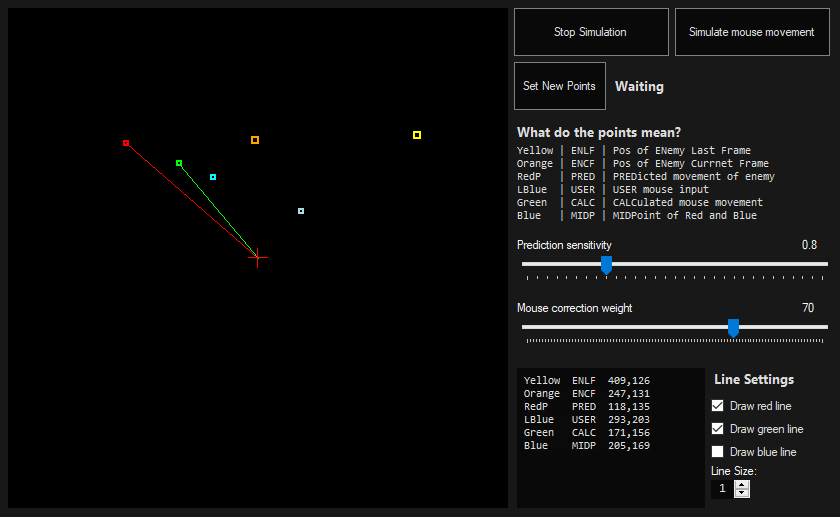 Stop Simulation
Simulate mouse movement
Set New Points
Waiting
What do the points mean?
Yellow | ENLF | Pos of ENemy Last Frame
Orange | ENCF | Pos of ENemy Currnet Frame
RedP | PRED | PREDicted movement of enemy
LBlue | USER | USER mouse input
Green | CALC | CALCulated mouse movement
Blue | MIDP | MIDPoint of Red and Blue
Prediction sensitivity 0.8
Mouse correction weight 70
Yellow ENLF 409,126
Orange ENCF 247,131
RedP PRED 118,135
LBlue USER 293,203
Green CALC 171,156
Blue MIDP 205,169
Line Settings
Draw red line
Draw green line
Draw blue line
Line Size:
1